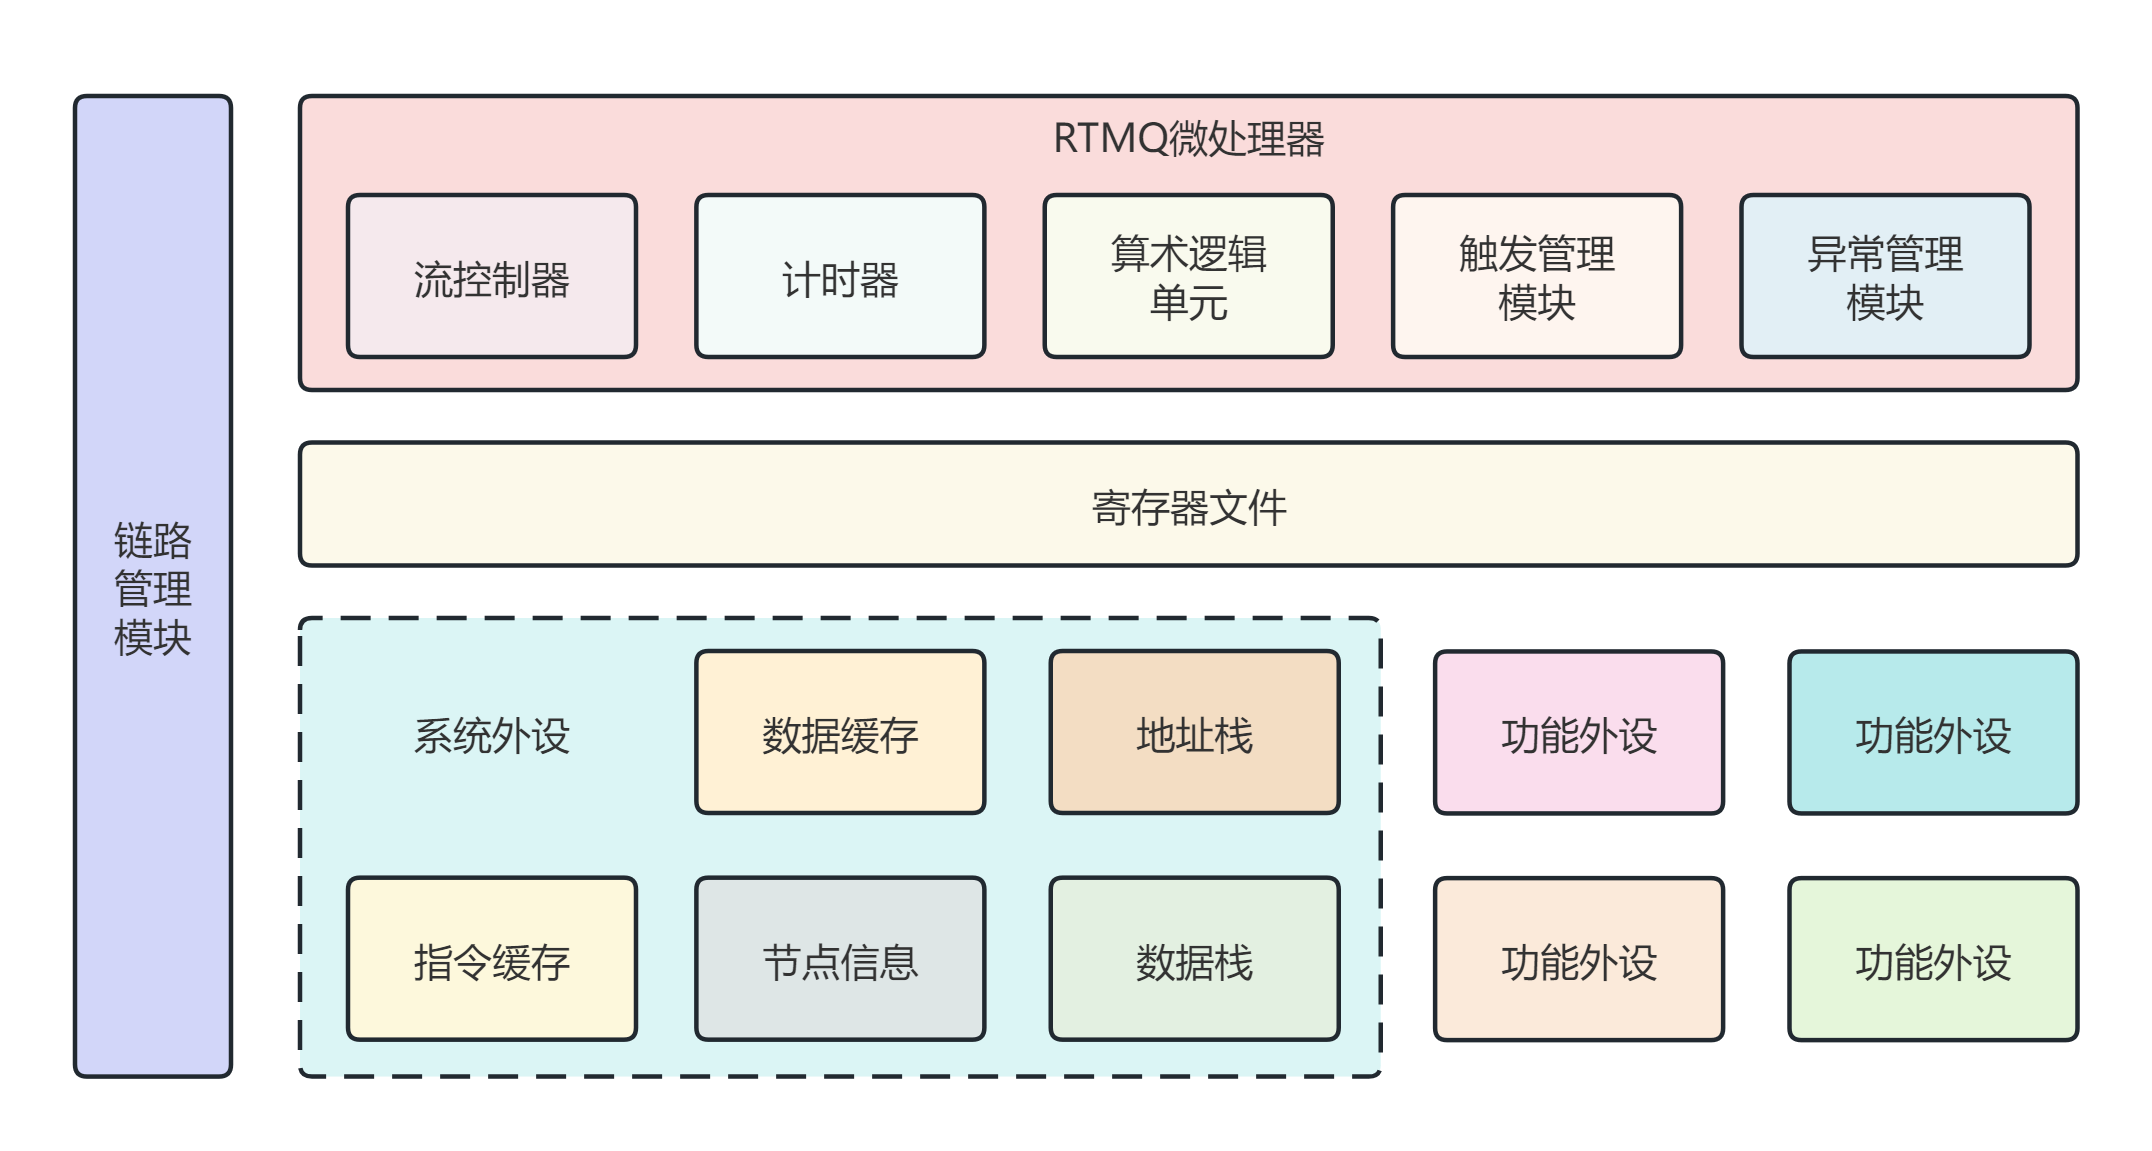 RTMQ微处理器
流控制器
计时器
算术逻辑
单元
触发管理
模块
异常管理
模块
链路
管理
模块
寄存器文件
系统外设
数据缓存
地址栈
功能外设
功能外设
指令缓存
节点信息
数据栈
功能外设
功能外设